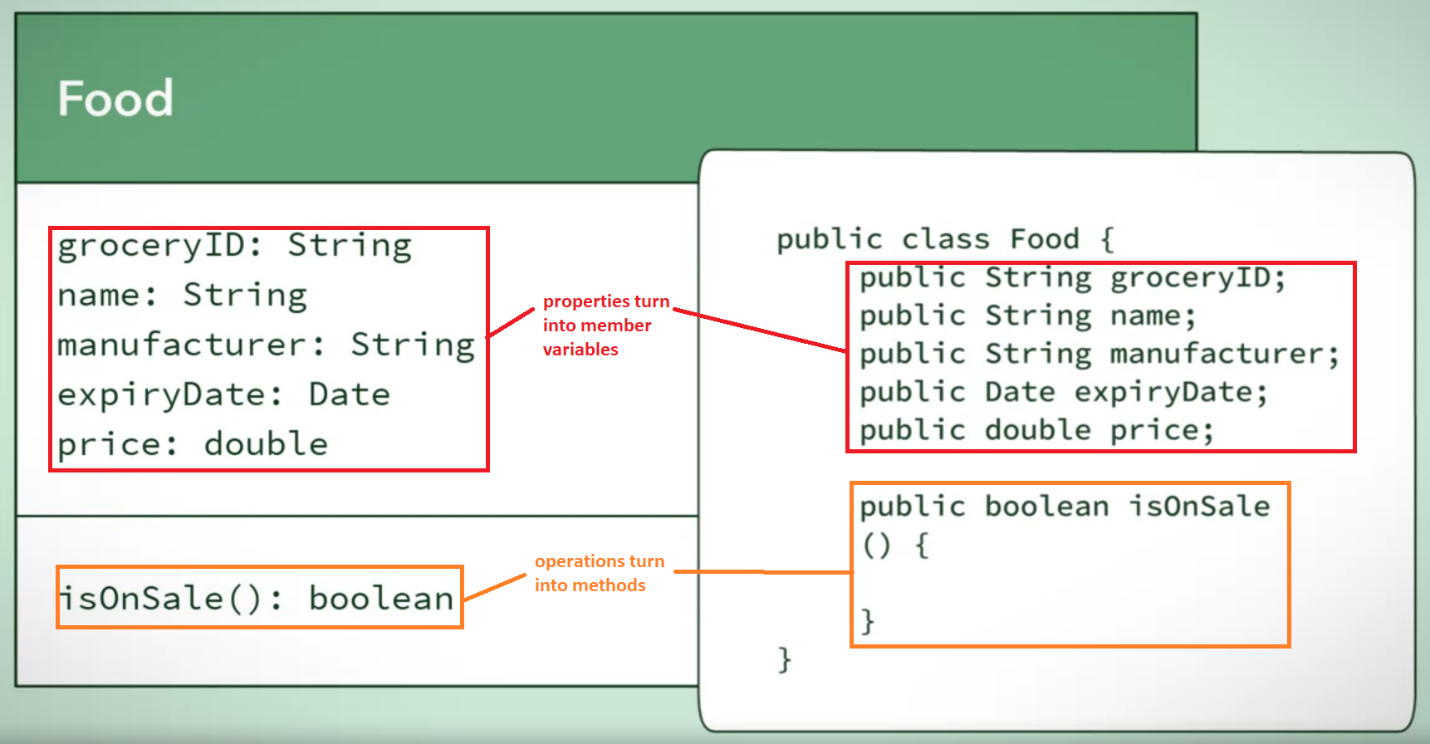 Food
groceryID: String
name: String
manufacturer: String
expiryDate: Date
price: double
isOnSale(): boolean
properties turn
into member
variables
operations turn
into methods
public class Food {
public String groceryID;
public String name;
public String manufacturer;
public Date expiryDate;
public double price;
public boolean isOnSale
() {
}
}